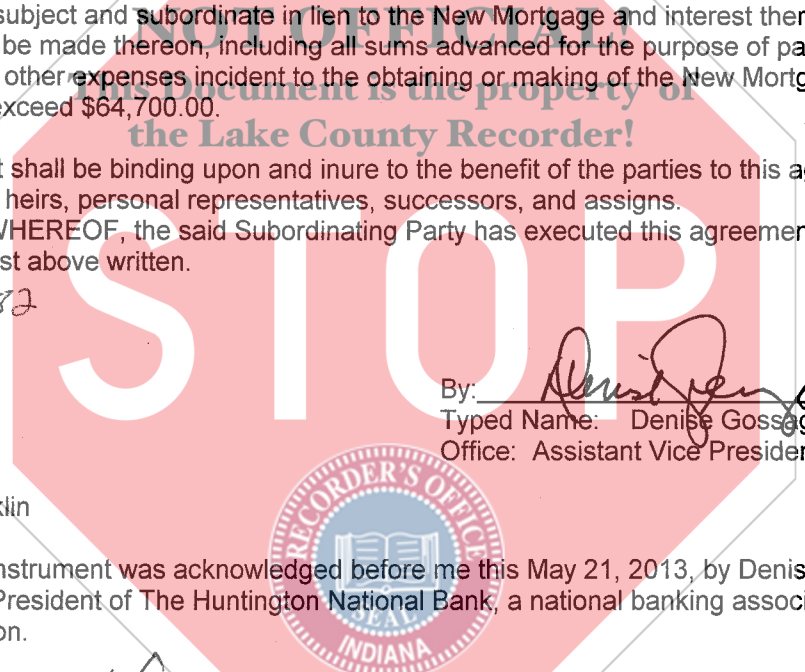 subject and subordinate in lien to the New Mortgage and interest ther
NOT OFFICIAL!
be made thereon, including all sums advanced for the purpose of pa
other expenses incident to the obtaining or making of the New Mortg
This Document is the property of
exceed $64,700.00.
the Lake County Recorder!
t shall be binding upon and inure to the benefit of the parties to this a
heirs, personal representatives, successors, and assigns.
WHEREOF, the said Subordinating Party has executed this agreemen
st above written.
STOP
82
By:
Typed Name: Denise Gossag
Office: Assistant Vice Presiden
RECORDER'S OFFICE
klin
nstrument was acknowledged before me this May 21, 2013, by Denis
President of The Huntington National Bank, a national banking associ
SEAL
on.
INDIANA